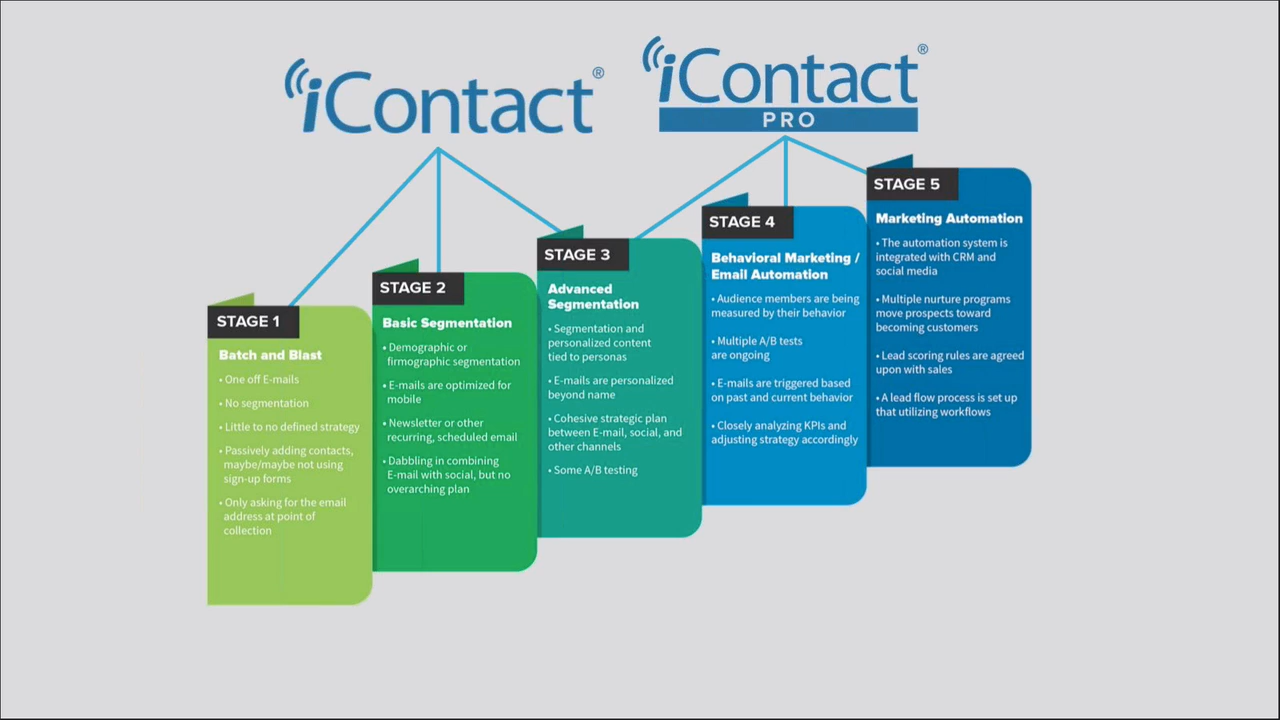 iContact®
iContact®
PRO
STAGE 1
Batch and Blast
• One off E-mails
• No segmentation
• Little to no defined strategy
• Passively adding contacts,
maybe/maybe not using
sign-up forms
• Only asking for the email
address at point of
collection
STAGE 2
Basic Segmentation
• Demographic or
firmographic segmentation
• E-mails are optimized for
mobile
• Newsletter or other
recurring, scheduled email
• Dabbling in combining
E-mail with social, but no
overarching plan
STAGE 3
Advanced
Segmentation
• Segmentation and
personalized content
tied to personas
• E-mails are personalized
beyond name
• Cohesive strategic plan
between E-mail, social, and
other channels
• Some A/B testing
STAGE 4
Behavioral Marketing /
Email Automation
• Audience members are being
measured by their behavior
• Multiple A/B tests
are ongoing
• E-mails are triggered based
on past and current behavior
• Closely analyzing KPIs and
adjusting strategy accordingly
STAGE 5
Marketing Automation
• The automation system is
integrated with CRM and
social media
• Multiple nurture programs
move prospects toward
becoming customers
• Lead scoring rules are agreed
upon with sales
• A lead flow process is set up
that utilizing workflows